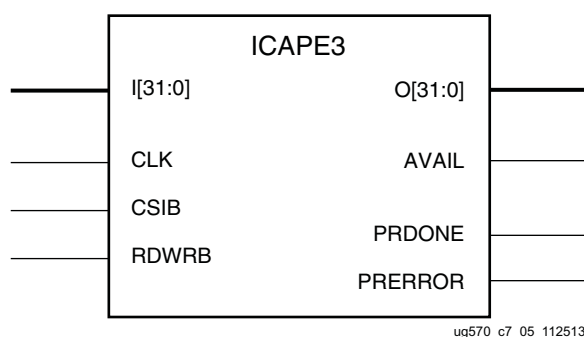 ICAPE3
I[31:0] O[31:0]
CLK AVAIL
CSIB
PRDONE
RDWRB
PRERROR
ug570_c7_05_112513